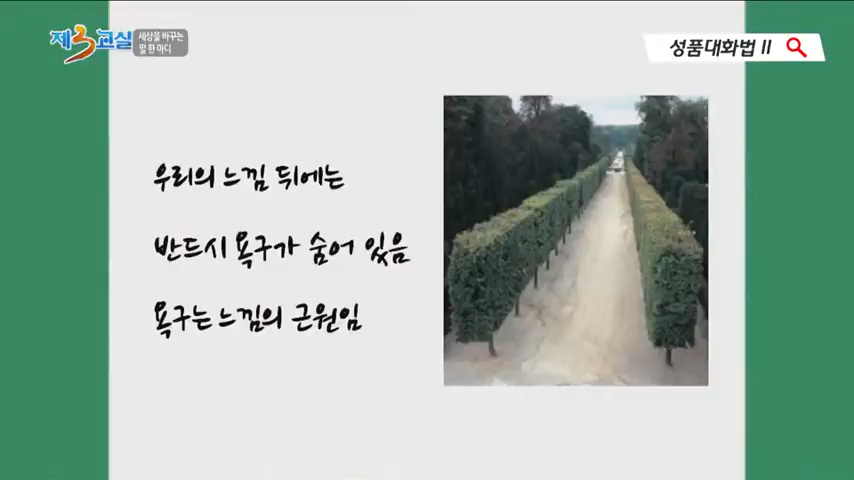 제3교실
세상을 바꾸는
말 한 마디
성품대화법 II
우리의 느낌 뒤에는
반드시 욕구가 숨어 있음
욕구는 느낌의 근원임